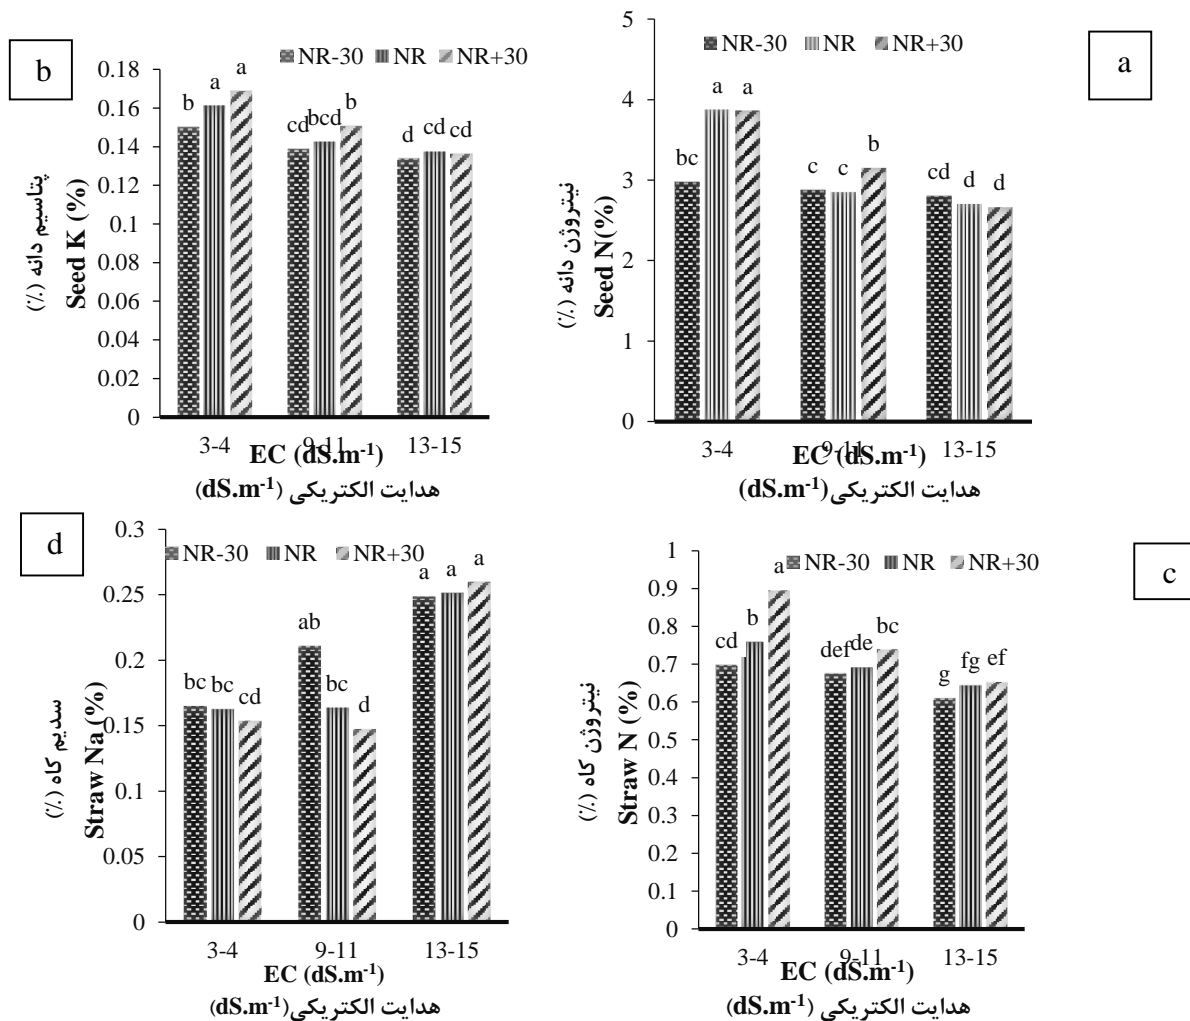 b
NR-30 NR NR+30
0.18
0.16
0.14
0.12
0.1
0.08
0.06
0.04
0.02
0
b a a
cd bcd b
d cd cd
پتاسیم دانه (٪)
Seed K (%)
3-4 9-11 13-15
EC (dS.m-1)
هدایت الکتریکی (dS.m-1)
a
NR-30 NR NR+30
5
4
3
2
1
0
bc a a
c c b
cd d d
نیتروژن دانه (٪)
Seed N(%)
3-4 9-11 13-15
EC (dS.m-1)
هدایت الکتریکی(dS.m-1)
d
NR-30 NR NR+30
0.3
0.25
0.2
0.15
0.1
0.05
0
bc bc cd
ab bc d
a a a
سدیم کاه (٪)
Straw Na (%)
3-4 9-11 13-15
EC (dS.m-1)
هدایت الکتریکی(dS.m-1)
c
NR-30 NR NR+30
1
0.9
0.8
0.7
0.6
0.5
0.4
0.3
0.2
0.1
0
cd b a
def de bc
g fg ef
نیتروژن کاه (٪)
Straw N (%)
3-4 9-11 13-15
EC (dS.m-1)
هدایت الکتریکی (dS.m-1)